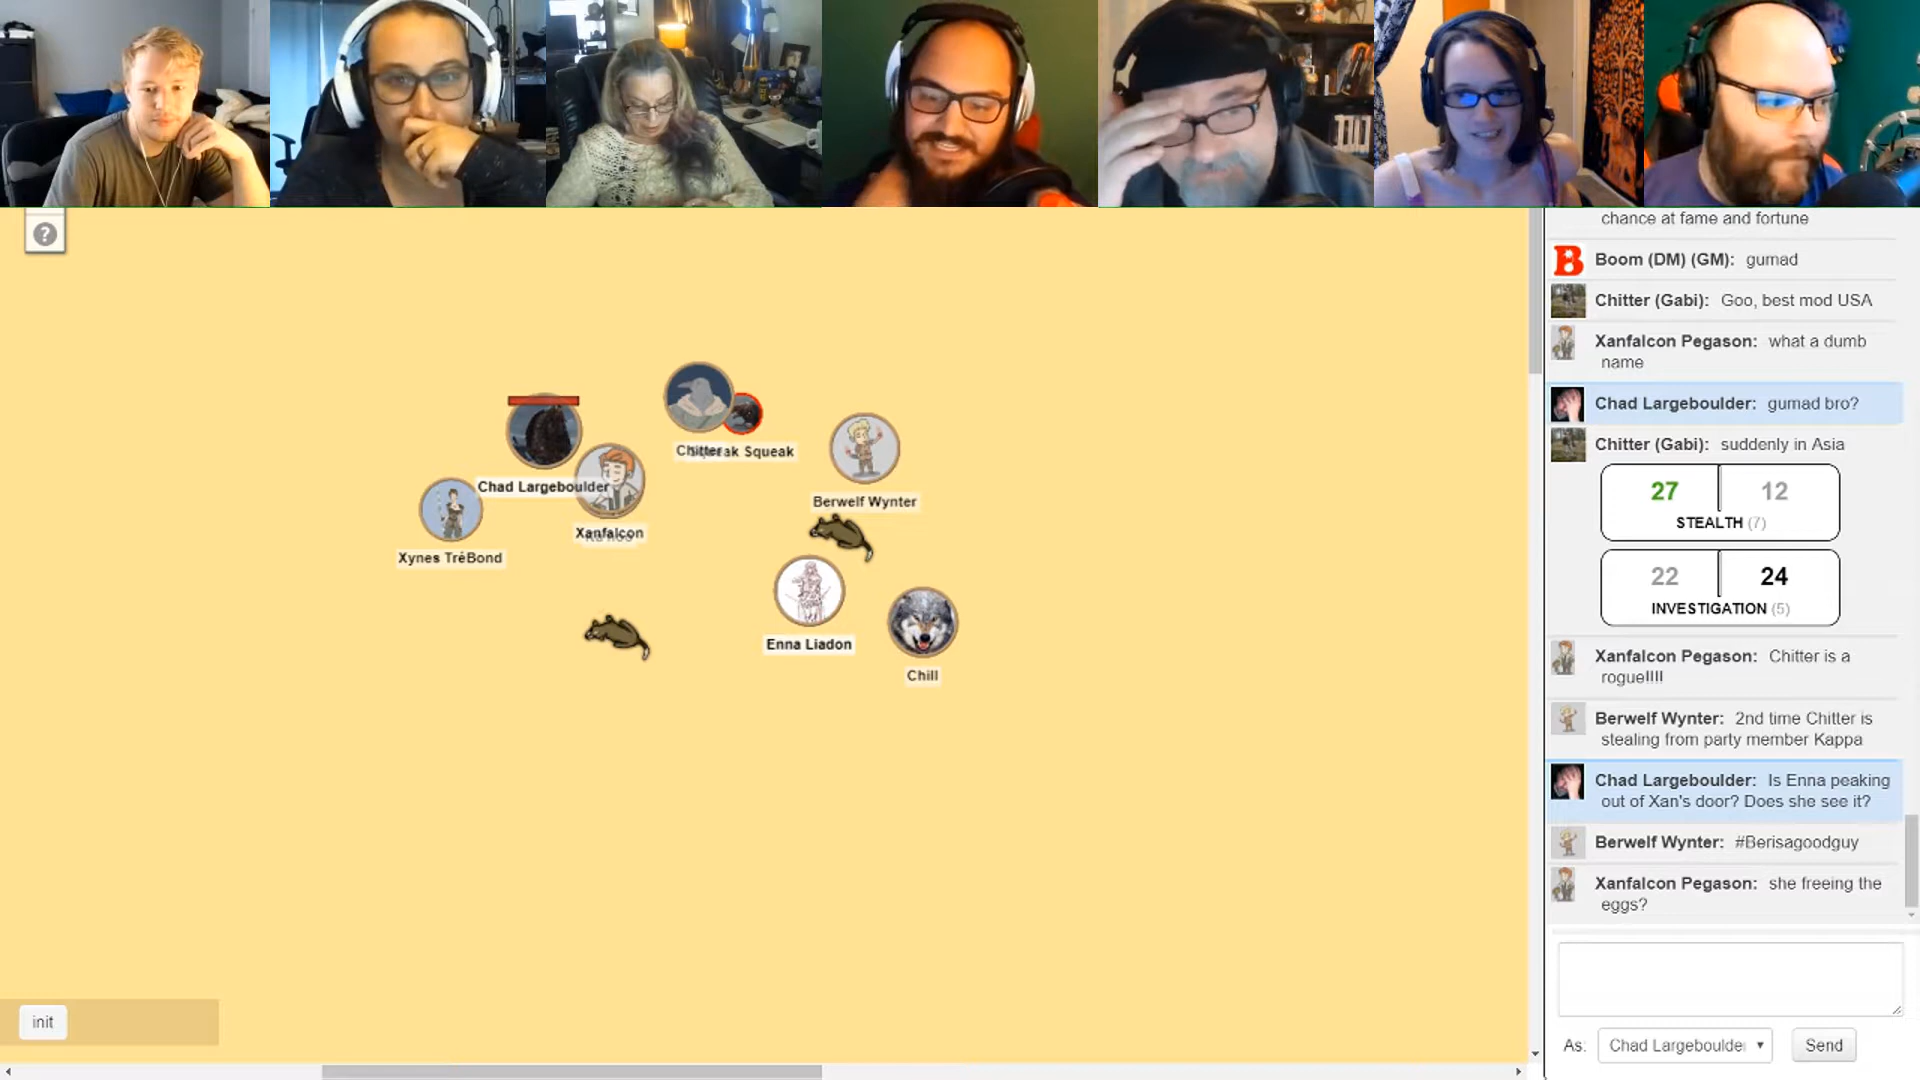 chance at fame and fortune
B
Boom (DM) (GM): gumad
Chitter (Gabi): Goo, best mod USA
Xanfalcon Pegason: what a dumb
name
Chad Largeboulder: gumad bro?
Chitter (Gabi): suddenly in Asia
27 12
STEALTH (7)
22 24
INVESTIGATION (5)
Xanfalcon Pegason: Chitter is a
rogue!!!!
Berwelf Wynter: 2nd time Chitter is
stealing from party member Kappa
Chad Largeboulder: Is Enna peaking
out of Xan's door? Does she see it?
Berwelf Wynter: #Berisagoodguy
Xanfalcon Pegason: she freeing the
eggs?
As: Chad Largeboulde
Send
?
Chitter
Squeak
Chad Largeboulder
Berwelf Wynter
Xanfalcon
Xynes TrèBond
Enna Liadon
Chill
init